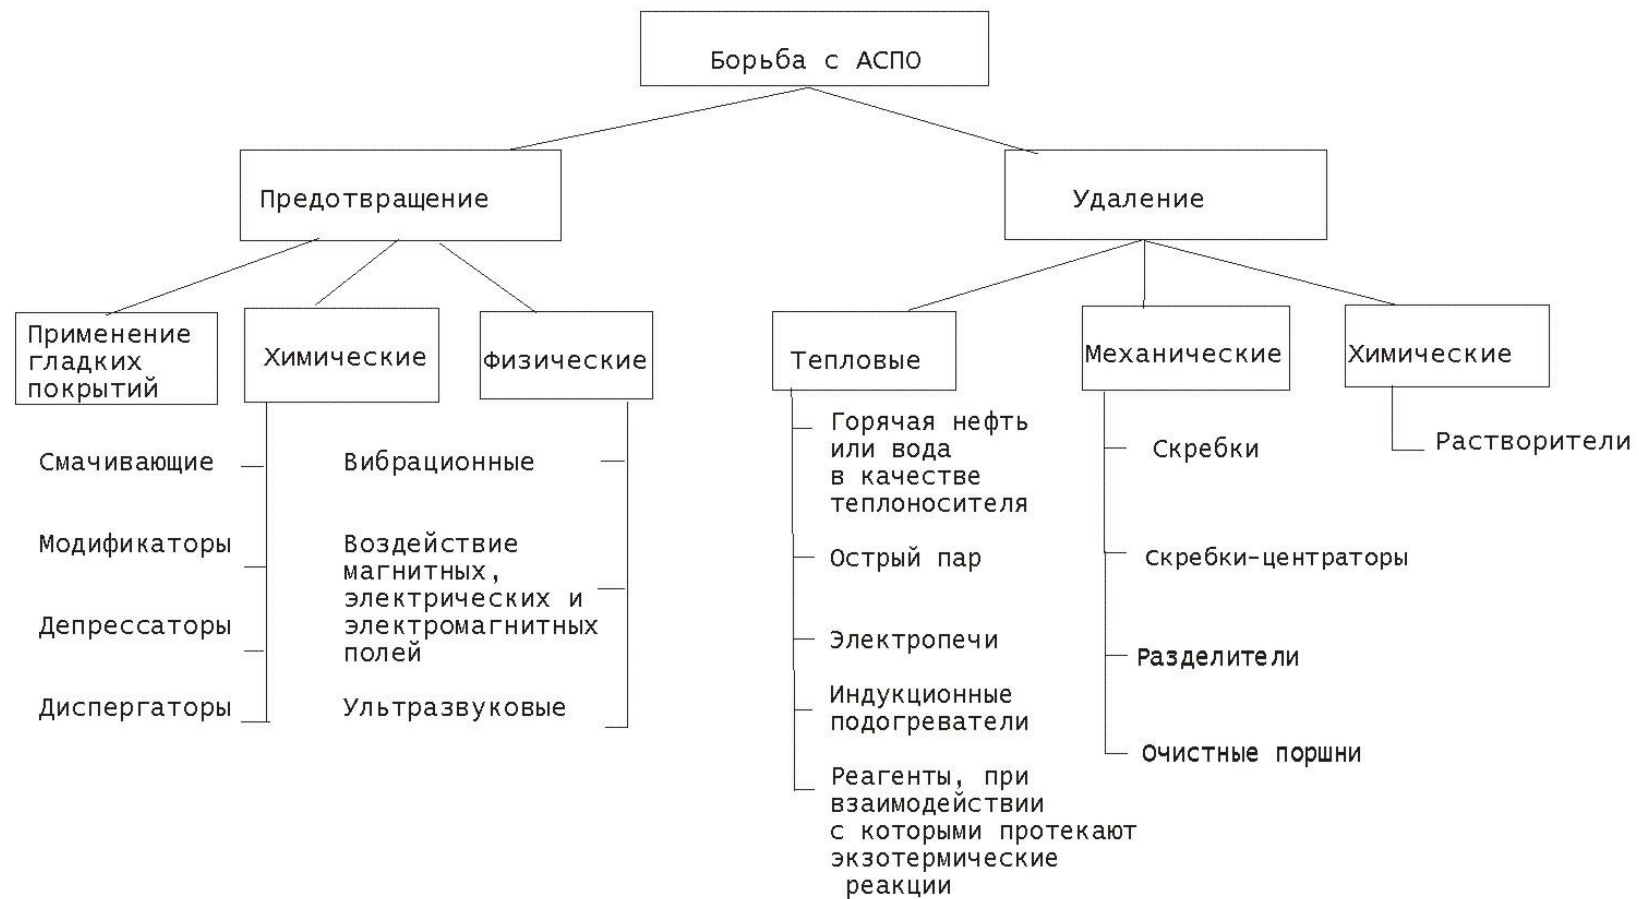 Борьба с АСПО
Предотвращение
Удаление
Применение
гладких
покрытий
Химические
Физические
Тепловые
Механические
Химические
Смачивающие
Модификаторы
Депрессаторы
Диспергаторы
Вибрационные
Воздействие
магнитных,
электрических и
электромагнитных
полей
Ультразвуковые
Горячая нефть
или вода
в качестве
теплоносителя
Острый пар
Электропечи
Индукционные
подогреватели
Реагенты, при
взаимодействии
с которыми протекают
экзотермические
реакции
Скребки
Скребки-центраторы
Разделители
Очистные поршни
Растворители